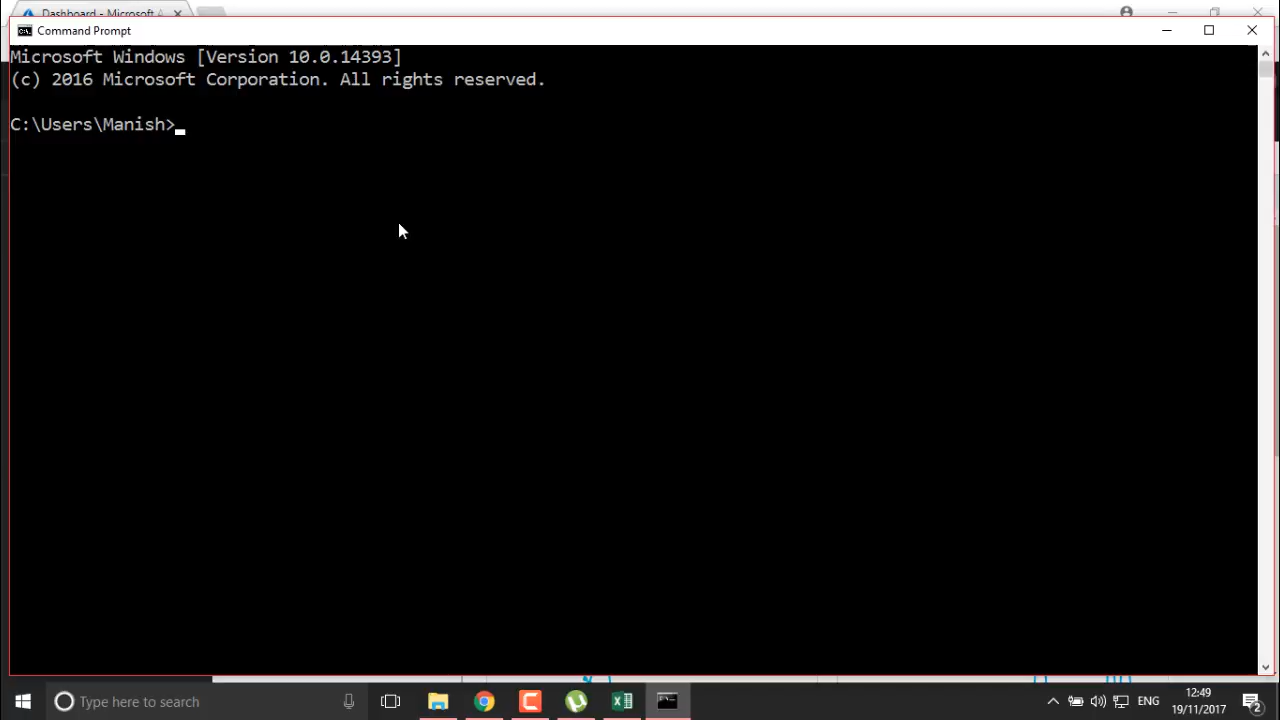 Dashboard - Microsoft A
Command Prompt
Microsoft Windows [Version 10.0.14393]
(c) 2016 Microsoft Corporation. All rights reserved.
C:\Users\Manish>
Type here to search
ENG
12:49
19/11/2017
2